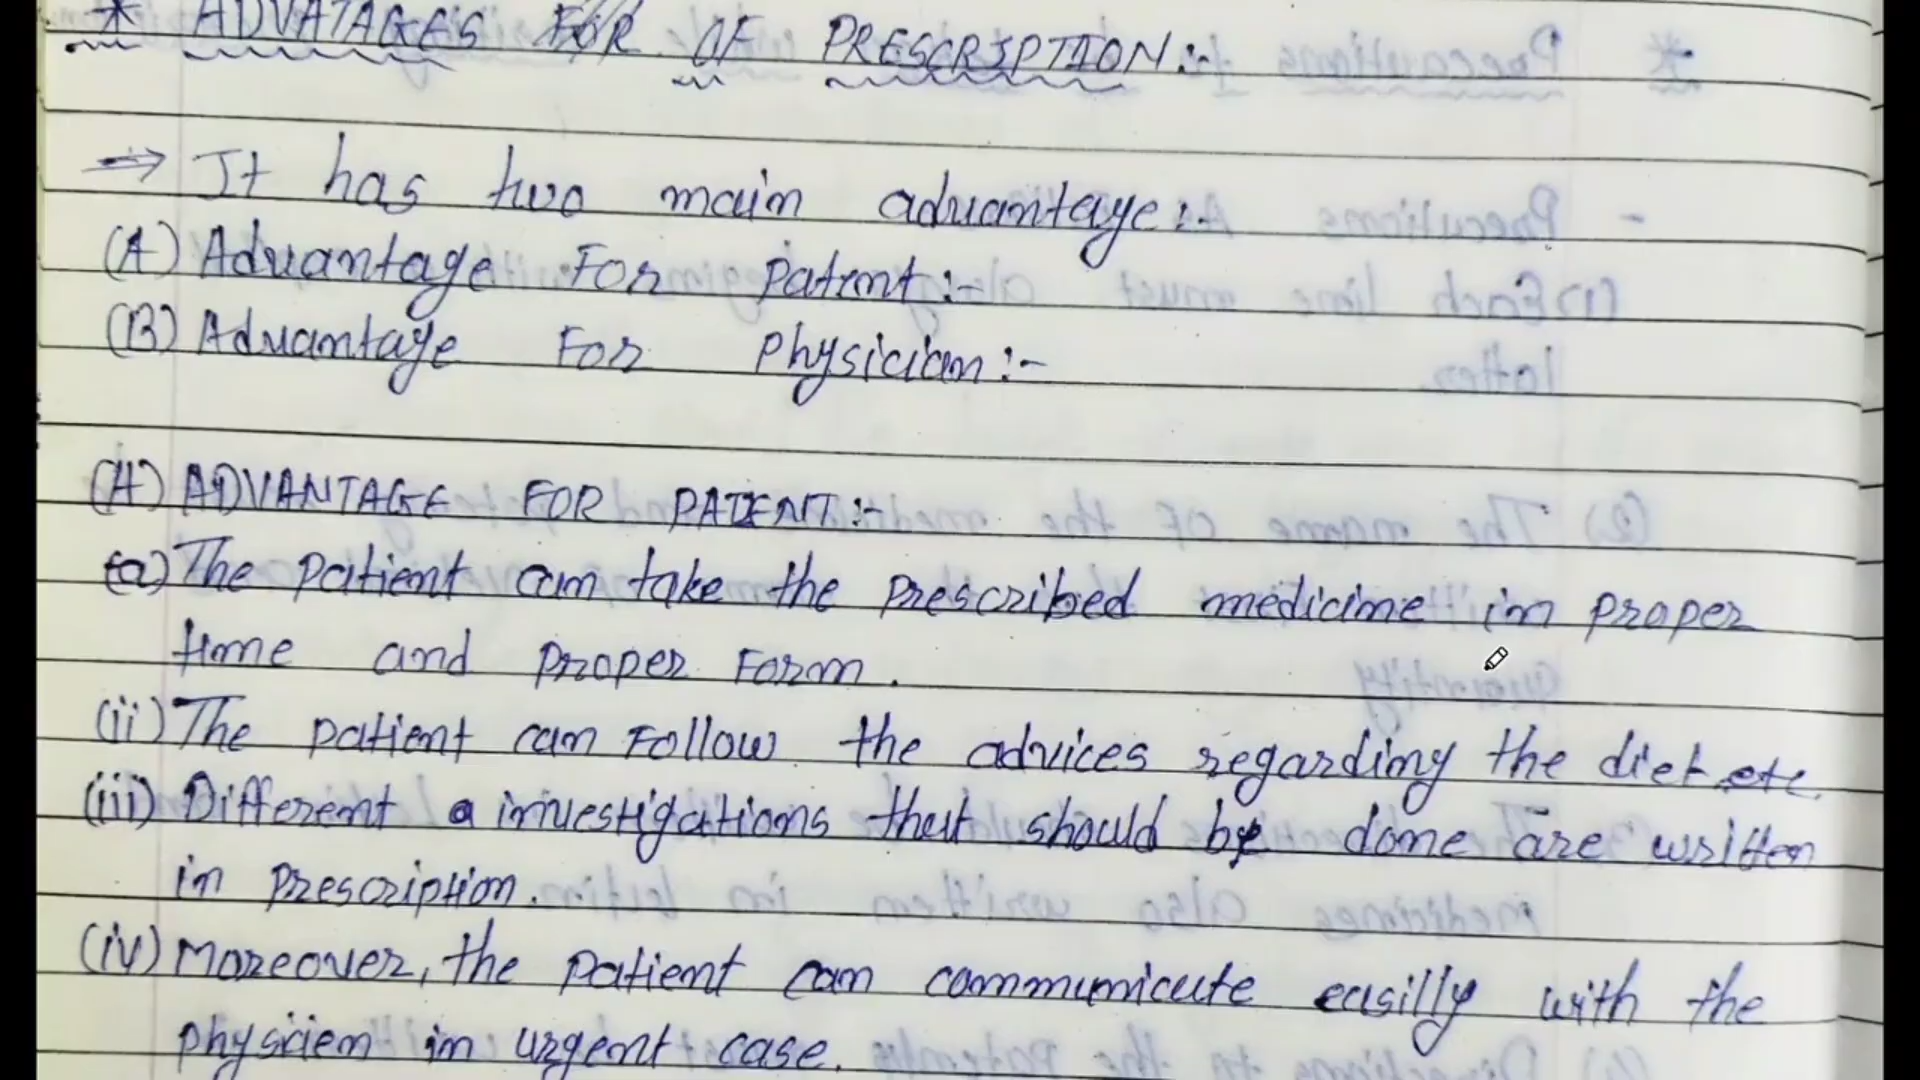 * ADVATAGES FOR OF PRESCRIPTION:-
⇒ It has two main advantage:-
(A) Advantage For Patent:-
(B) Advantage For Physician:-
(A) ADVANTAGE FOR PATENT:-
(a) The Patient can take the Prescribed medicine in proper
time and proper Form.
(ii) The patient can Follow the advices regarding the diet etc.
(iii) Different a investigations that should be done are written
in prescription.
(iv) Moreover, the patient can communicate easilly with the
physicien in urgent case.